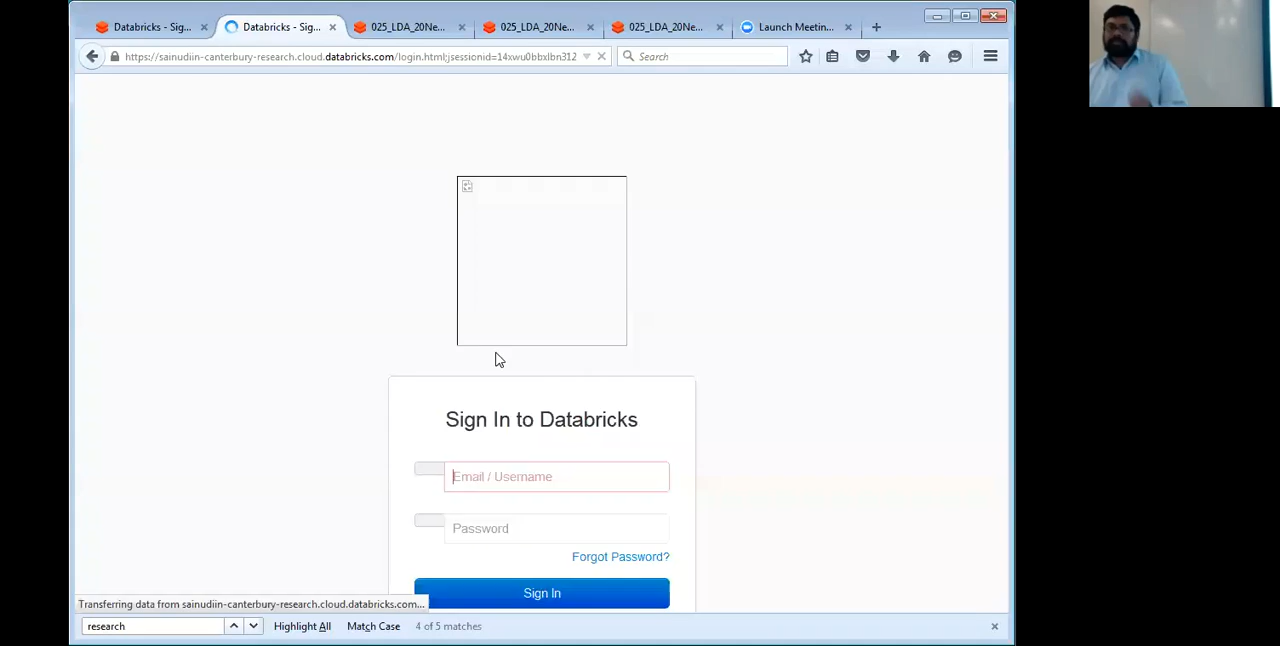 Databricks - Sig...
Databricks - Sig...
025_LDA_20Ne...
025_LDA_20Ne...
025_LDA_20Ne...
Launch Meetin...
https://sainudiin-canterbury-research.cloud.databricks.com/login.html;jsessionid=14xwu0bbxlbn312
Search
Sign In to Databricks
Email / Username
Password
Forgot Password?
Sign In
Transferring data from sainudiin-canterbury-research.cloud.databricks.com...
research
Highlight All
Match Case
4 of 5 matches